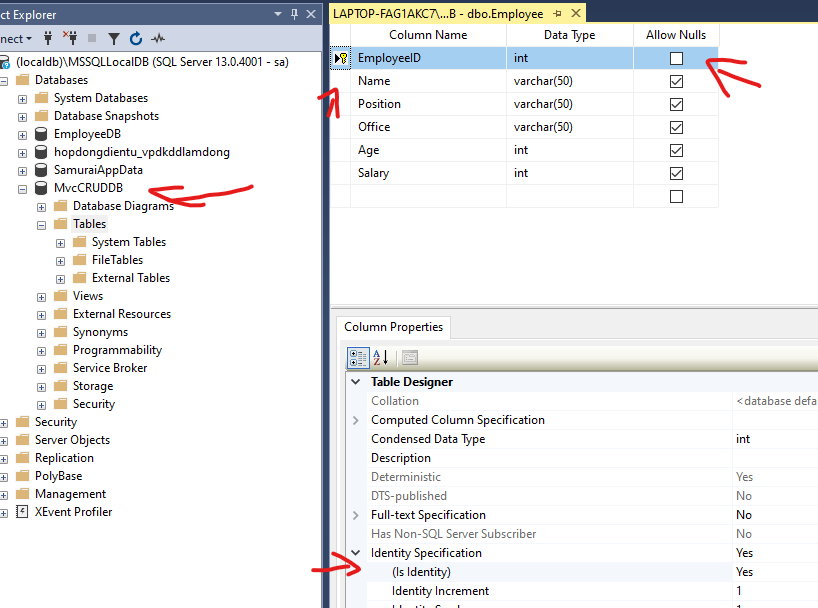 ct Explorer
nect
(localdb)\MSSQLLocalDB (SQL Server 13.0.4001 - sa)
Databases
System Databases
Database Snapshots
EmployeeDB
hopdongdientu_vpdkddlamdong
SamuraiAppData
MvcCRUDDB
Database Diagrams
Tables
System Tables
FileTables
External Tables
Views
External Resources
Synonyms
Programmability
Service Broker
Storage
Security
Security
Server Objects
Replication
PolyBase
Management
XEvent Profiler
LAPTOP-FAG1AKC7\...B - dbo.Employee
Column Name Data Type Allow Nulls
EmployeeID int
Name varchar(50)
Position varchar(50)
Office varchar(50)
Age int
Salary int
Column Properties
Table Designer
Collation <database defa
Computed Column Specification
Condensed Data Type int
Description
Deterministic Yes
DTS-published No
Full-text Specification No
Has Non-SQL Server Subscriber No
Identity Specification Yes
(Is Identity) Yes
Identity Increment 1